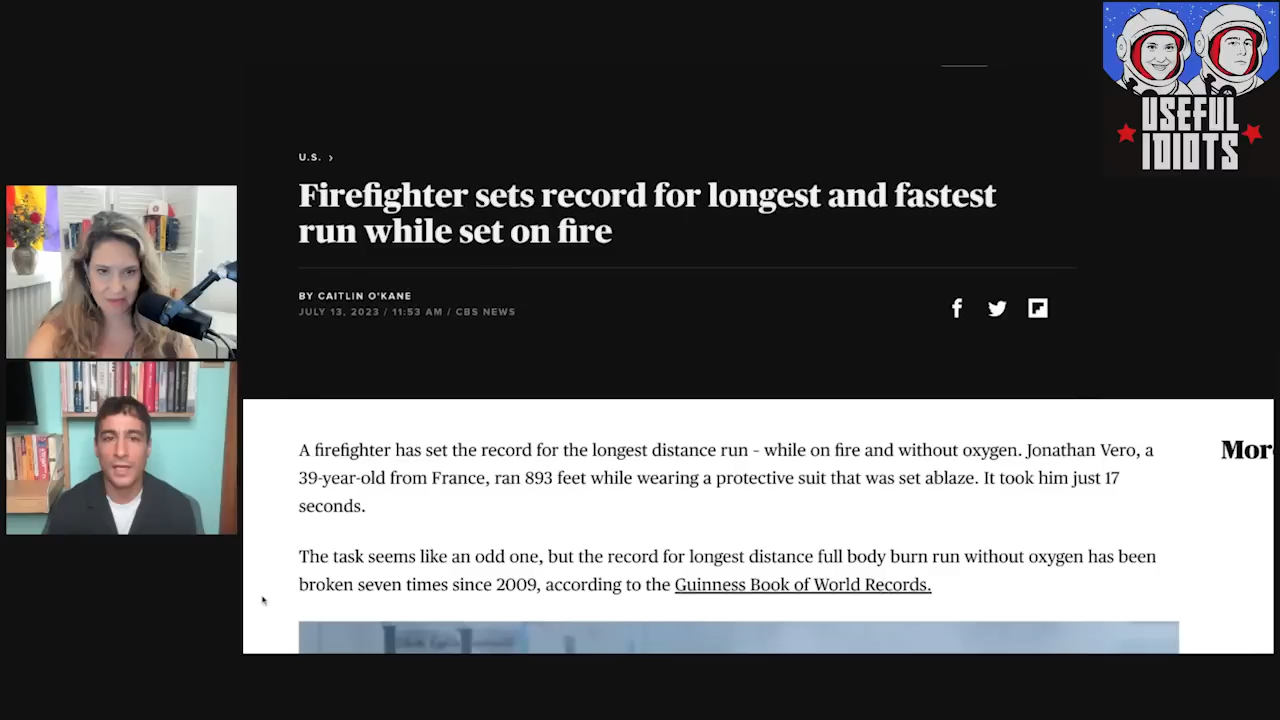 USEFUL
IDIOTS
U.S. ›
Firefighter sets record for longest and fastest
run while set on fire
BY CAITLIN O'KANE
JULY 13, 2023 / 11:53 AM / CBS NEWS
A firefighter has set the record for the longest distance run – while on fire and without oxygen. Jonathan Vero, a
39-year-old from France, ran 893 feet while wearing a protective suit that was set ablaze. It took him just 17
seconds.
Mor
The task seems like an odd one, but the record for longest distance full body burn run without oxygen has been
broken seven times since 2009, according to the Guinness Book of World Records.